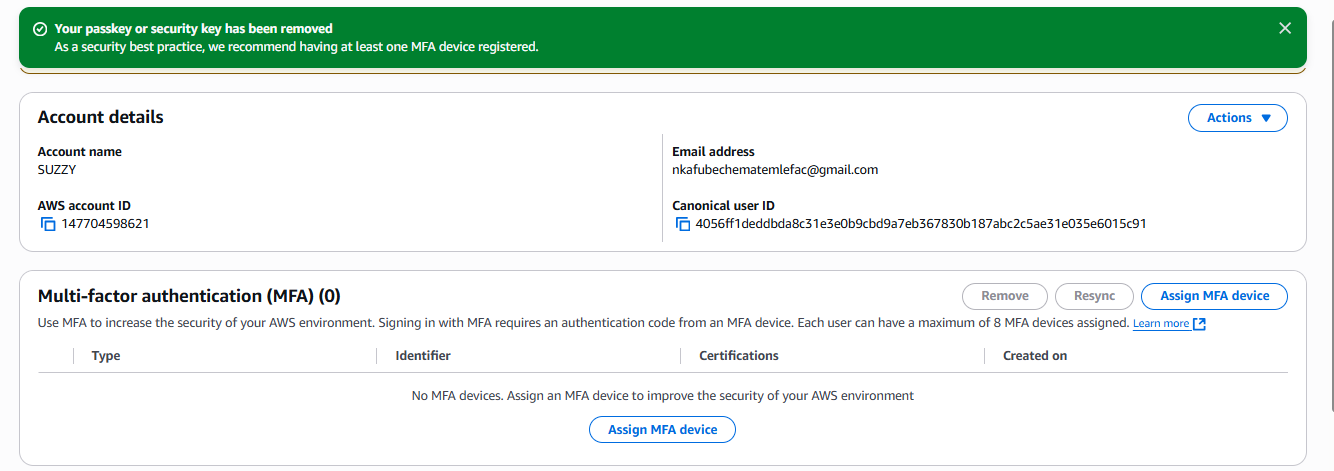 Your passkey or security key has been removed
As a security best practice, we recommend having at least one MFA device registered.
Account details
Actions
Account name
SUZZY
Email address
nkafubechematemlefac@gmail.com
AWS account ID
147704598621
Canonical user ID
4056ff1deddbda8c31e3e0b9cbd9a7eb367830b187abc2c5ae31e035e6015c91
Multi-factor authentication (MFA) (0)
Remove
Resync
Assign MFA device
Use MFA to increase the security of your AWS environment. Signing in with MFA requires an authentication code from an MFA device. Each user can have a maximum of 8 MFA devices assigned. Learn more
Type
Identifier
Certifications
Created on
No MFA devices. Assign an MFA device to improve the security of your AWS environment
Assign MFA device